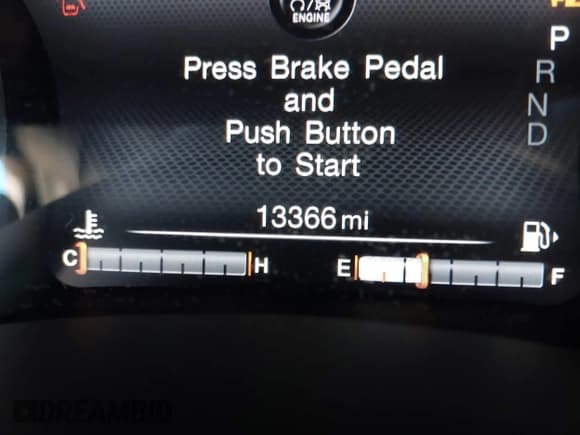 ENGINE
P
Press Brake Pedal
R
and
N
Push Button
D
to Start
13366 mi
C H E F
DREAMBID